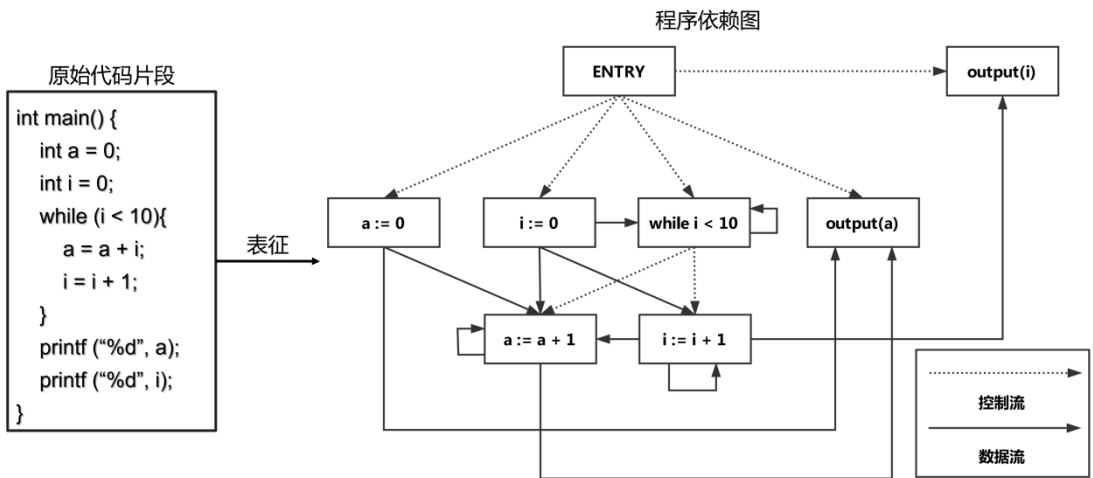 程序依赖图
原始代码片段
int main() {
int a = 0;
int i = 0;
while (i < 10){
a = a + i;
i = i + 1;
}
printf (“%d”, a);
printf (“%d”, i);
}
表征
ENTRY
output(i)
a := 0
i := 0
while i < 10
output(a)
a := a + 1
i := i + 1
控制流
数据流